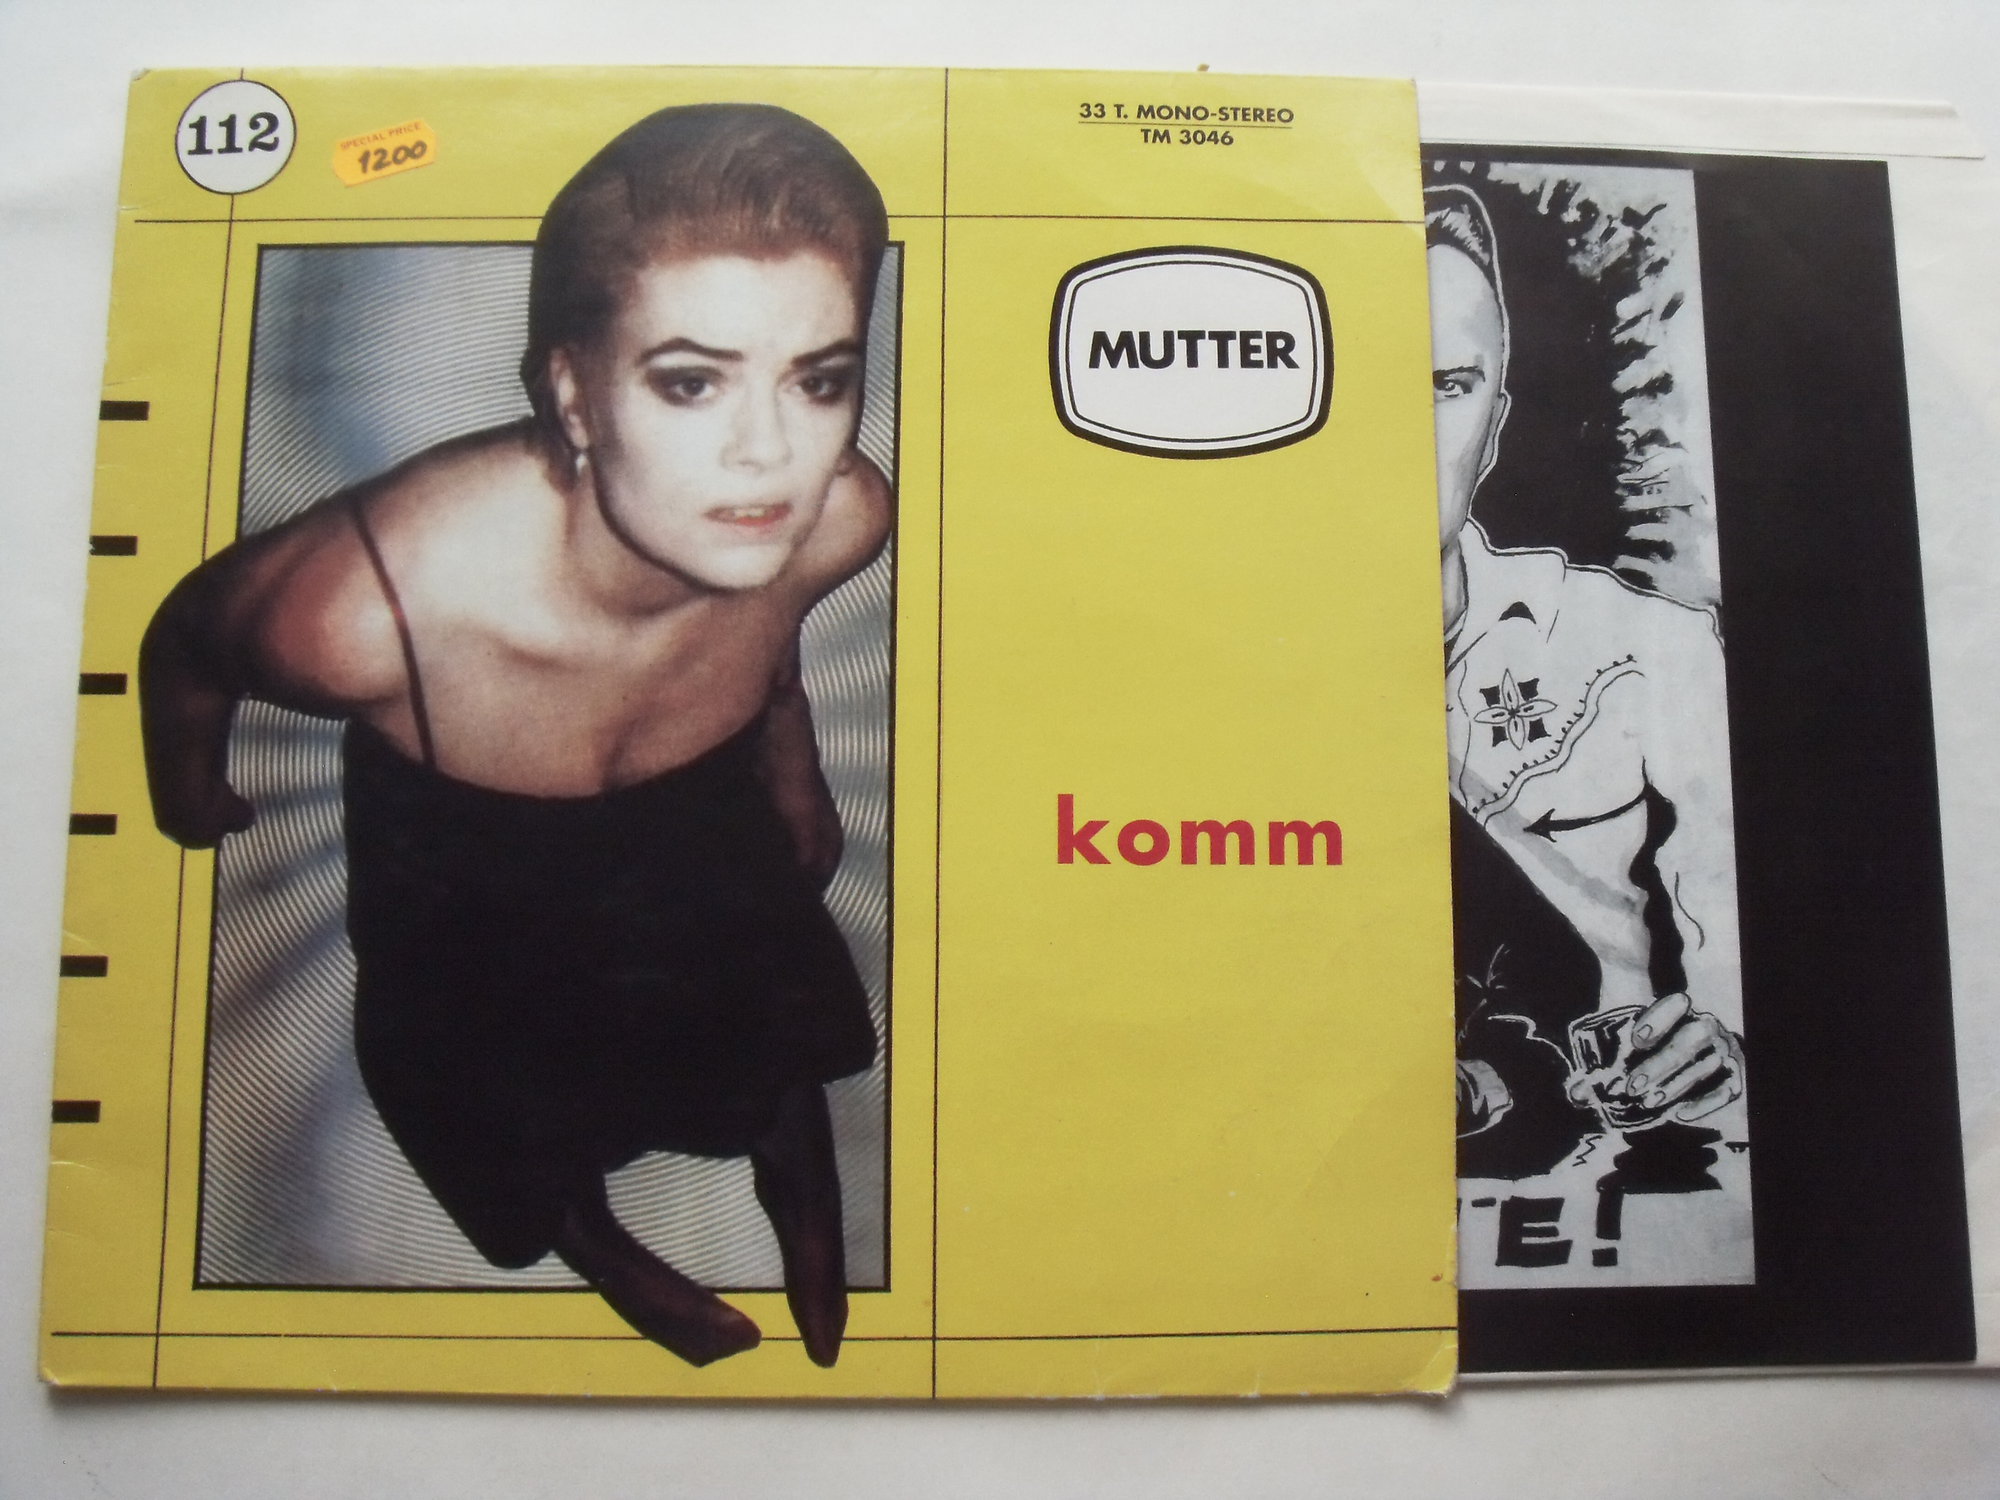 112
SPECIAL PRICE
1200
33 T. MONO-STEREO
TM 3046
MUTTER
komm
E!